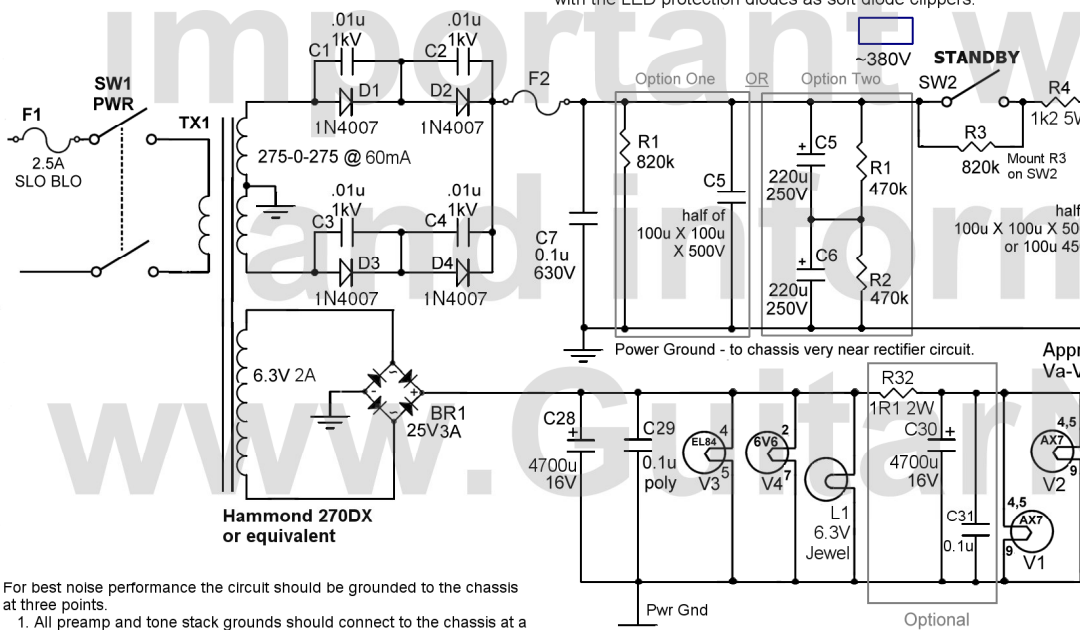 with the LED protection diodes as soft diode clippers.
important w
and inform
www.GuitarN
.01u
1kV
C1
.01u
1kV
C2
D1
1N4007
D2
1N4007
F2
~380V
STANDBY
SW2
R4
1k2 5W
R3
820k
Mount R3
on SW2
Option One
OR
Option Two
F1
2.5A
SLO BLO
SW1
PWR
TX1
275-0-275 @ 60mA
R1
820k
C5
half of
100u X 100u
X 500V
C5
+
220u
250V
R1
470k
C6
+
220u
250V
R2
470k
half
100u X 100u X 50
or 100u 45
.01u
1kV
C3
.01u
1kV
C4
D3
1N4007
D4
1N4007
C7
0.1u
630V
Power Ground - to chassis very near rectifier circuit.
Appr
Va-V
6.3V 2A
BR1
25V3A
C28
+
4700u
16V
C29
0.1u
poly
EL84
4
5
V3
6V6
2
7
V4
L1
6.3V
Jewel
R32
1R1 2W
C30
+
4700u
16V
C31
0.1u
4,5
AX7
9
V2
4,5
AX7
9
V1
Hammond 270DX
or equivalent
Pwr Gnd
Optional
For best noise performance the circuit should be grounded to the chassis
at three points.
1. All preamp and tone stack grounds should connect to the chassis at a